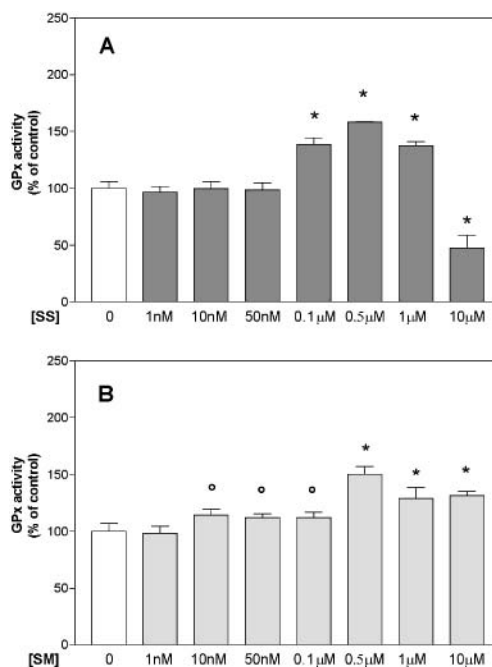 A
250
200
150
100
50
0
GPx activity
(% of control)
* * * *
[SS] 0 1nM 10nM 50nM 0.1μM 0.5μM 1μM 10μM
B
250
200
150
100
50
0
GPx activity
(% of control)
° ° ° * * *
[SM] 0 1nM 10nM 50nM 0.1μM 0.5μM 1μM 10μM